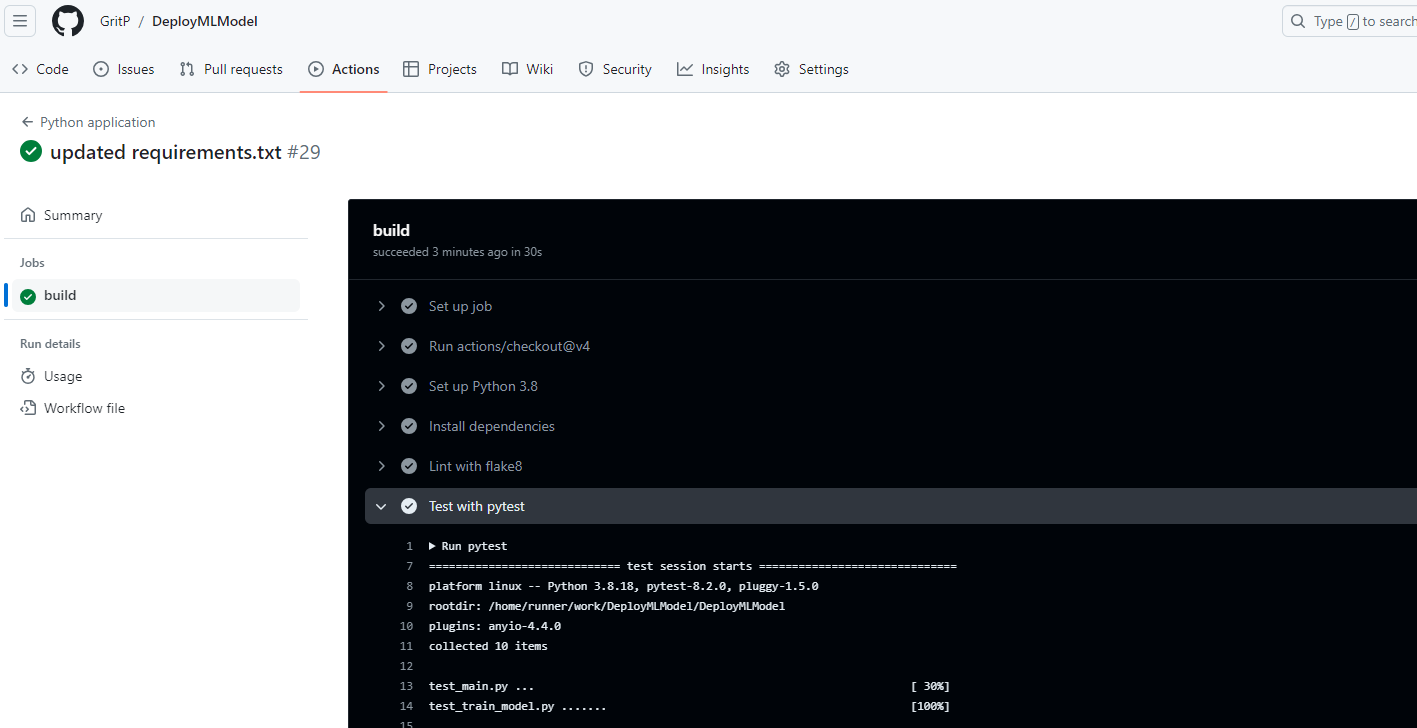 GritP / DeployMLModel
Type / to search
Code Issues Pull requests Actions Projects Wiki Security Insights Settings
← Python application
updated requirements.txt #29
Summary
Jobs
build
Run details
Usage
Workflow file
build
succeeded 3 minutes ago in 30s
Set up job
Run actions/checkout@v4
Set up Python 3.8
Install dependencies
Lint with flake8
Test with pytest
1 ▶ Run pytest
7 ============================= test session starts ==============================
8 platform linux -- Python 3.8.18, pytest-8.2.0, pluggy-1.5.0
9 rootdir: /home/runner/work/DeployMLModel/DeployMLModel
10 plugins: anyio-4.4.0
11 collected 10 items
12
13 test_main.py ... [ 30%]
14 test_train_model.py ....... [100%]
15